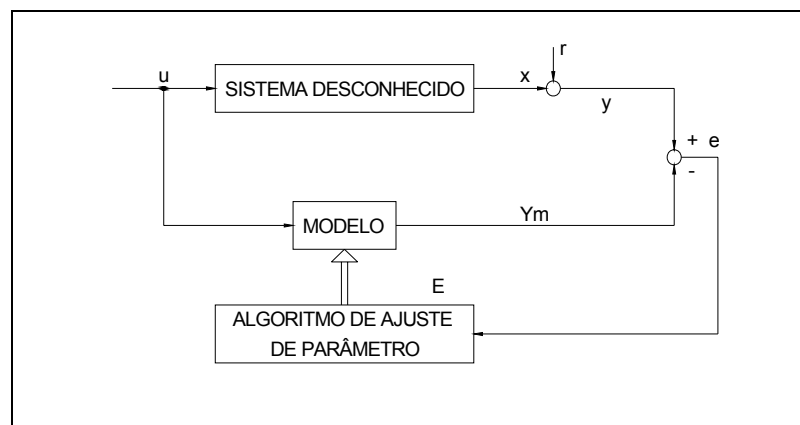 r
u
SISTEMA DESCONHECIDO
x
y
+ e
-
MODELO
Ym
E
ALGORITMO DE AJUSTE
DE PARÂMETRO